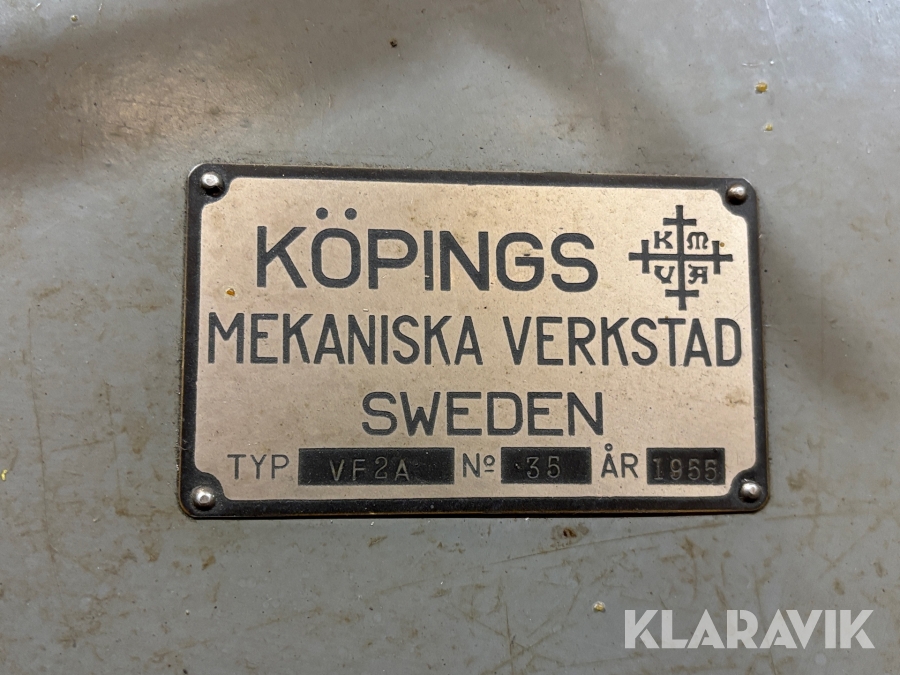 KÖPINGS
K M
V A
MEKANISKA VERKSTAD
SWEDEN
TYP VF2A Nº 35 ÅR 1955
KLARAVIK